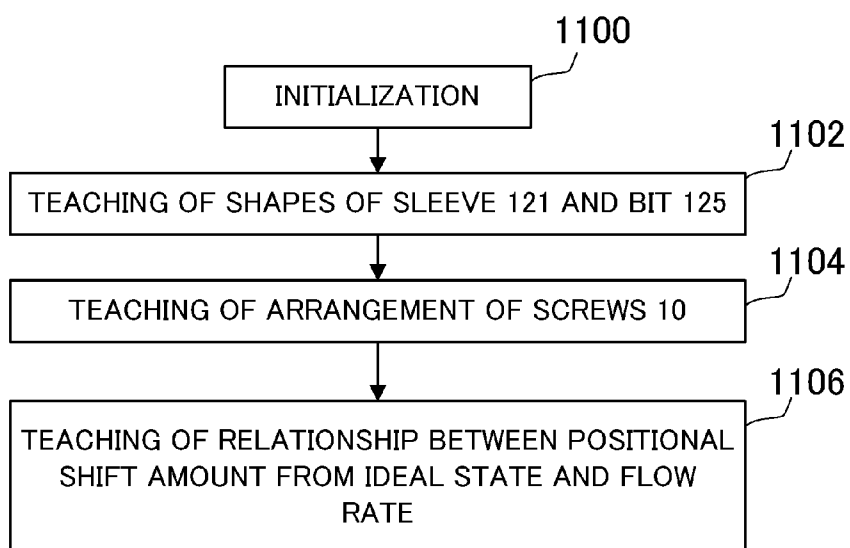 1100
INITIALIZATION
1102
TEACHING OF SHAPES OF SLEEVE 121 AND BIT 125
1104
TEACHING OF ARRANGEMENT OF SCREWS 10
1106
TEACHING OF RELATIONSHIP BETWEEN POSITIONAL
SHIFT AMOUNT FROM IDEAL STATE AND FLOW
RATE